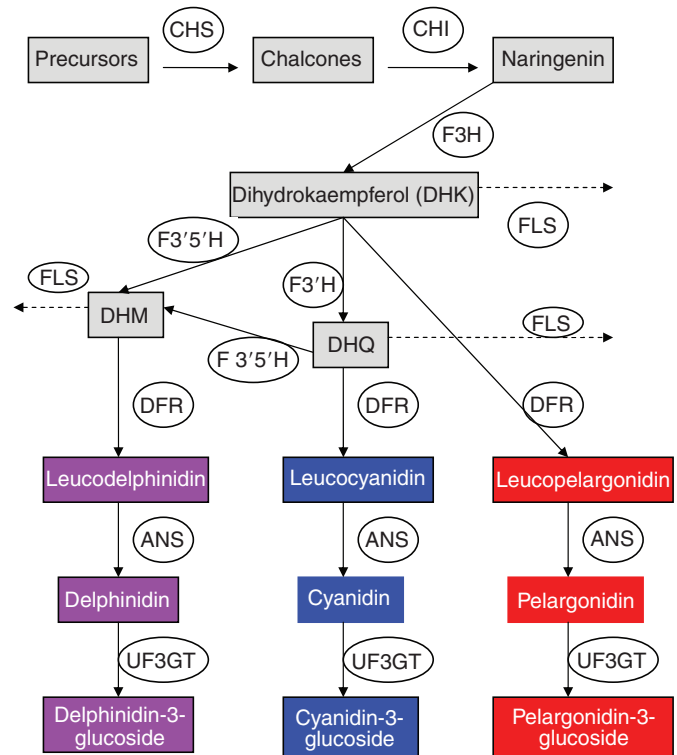 CHS
CHI
Precursors
Chalcones
Naringenin
F3H
Dihydrokaempferol (DHK)
FLS
F3′5′H
FLS
F3′H
DHM
FLS
DHQ
F 3′5′H
DFR
DFR
DFR
Leucodelphinidin
Leucocyanidin
Leucopelargonidin
ANS
ANS
ANS
Delphinidin
Cyanidin
Pelargonidin
UF3GT
UF3GT
UF3GT
Delphinidin-3-
glucoside
Cyanidin-3-
glucoside
Pelargonidin-3-
glucoside